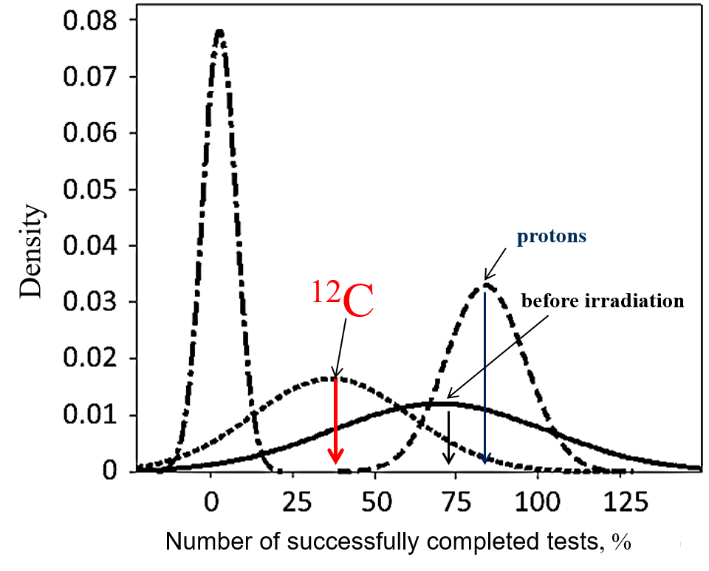 0.08
0.07
0.06
0.05
0.04
0.03
0.02
0.01
0
Density
protons
12C
before irradiation
0 25 50 75 100 125
Number of successfully completed tests, %